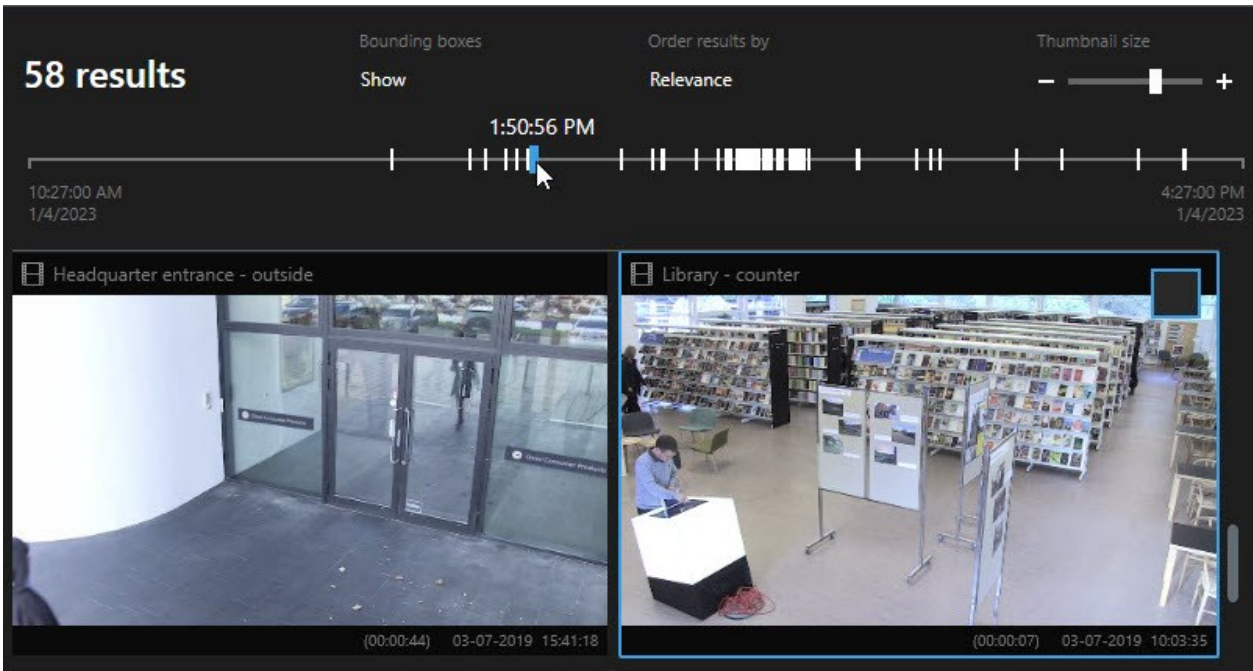 Bounding boxes
Order results by
Thumbnail size
58 results
Show
Relevance
1:50:56 PM
10:27:00 AM
1/4/2023
4:27:00 PM
1/4/2023
Headquarter entrance - outside
Library - counter
(00:00:44) 03-07-2019 15:41:18
(00:00:07) 03-07-2019 10:03:35